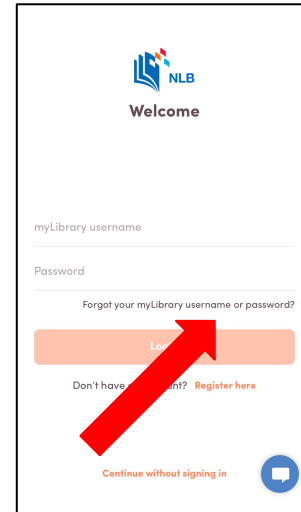 NLB
Welcome
myLibrary username
Password
Forgot your myLibrary username or password?
Don't have Register here
Continue without signing in